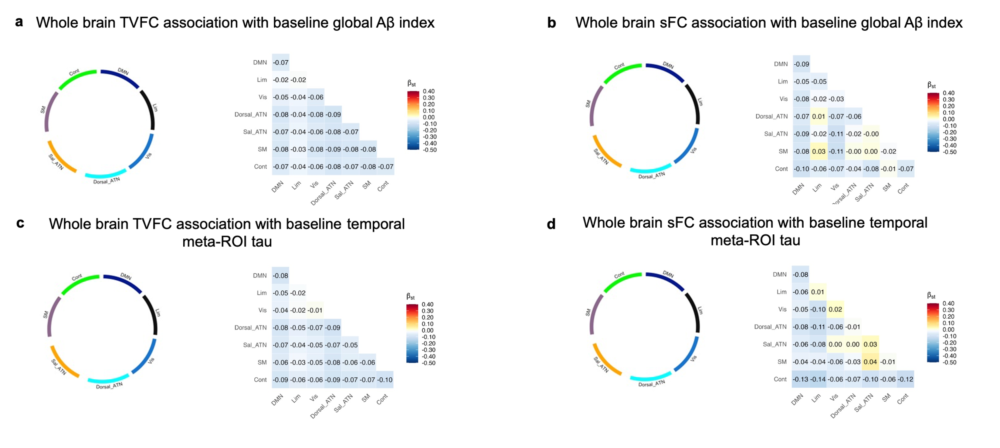 a Whole brain TVFC association with baseline global Aβ index
Cont
DMN
Lim
Vis
Dorsal_ATN
Sal_ATN
SM
DMN -0.07
Lim -0.02 -0.02
Vis -0.05 -0.04 -0.06
Dorsal_ATN -0.08 -0.04 -0.08 -0.09
Sal_ATN -0.07 -0.04 -0.06 -0.08 -0.07
SM -0.08 -0.03 -0.08 -0.09 -0.08 -0.08
Cont -0.07 -0.04 -0.06 -0.08 -0.07 -0.08 -0.07
DMN Lim Vis Dorsal_ATN Sal_ATN SM Cont
βst
0.40
0.30
0.20
0.10
0.00
-0.10
-0.20
-0.30
-0.40
-0.50
b Whole brain sFC association with baseline global Aβ index
Cont
DMN
Lim
Vis
Dorsal_ATN
Sal_ATN
SM
DMN -0.09
Lim -0.05 -0.05
Vis -0.08 -0.02 -0.03
Dorsal_ATN -0.07 0.01 -0.07 -0.06
Sal_ATN -0.09 -0.02 -0.11 -0.02 -0.00
SM -0.08 0.03 -0.11 -0.00 0.00 -0.02
Cont -0.10 -0.06 -0.07 -0.04 -0.08 -0.01 -0.07
DMN Lim Vis Dorsal_ATN Sal_ATN SM Cont
βst
0.40
0.30
0.20
0.10
0.00
-0.10
-0.20
-0.30
-0.40
-0.50
c Whole brain TVFC association with baseline temporal
meta-ROI tau
Cont
DMN
Lim
Vis
Dorsal_ATN
Sal_ATN
SM
DMN -0.08
Lim -0.05 -0.02
Vis -0.04 -0.02 -0.01
Dorsal_ATN -0.08 -0.05 -0.07 -0.09
Sal_ATN -0.07 -0.04 -0.05 -0.07 -0.05
SM -0.06 -0.03 -0.05 -0.08 -0.06 -0.06
Cont -0.09 -0.06 -0.06 -0.09 -0.07 -0.07 -0.10
DMN Lim Vis Dorsal_ATN Sal_ATN SM Cont
βst
0.40
0.30
0.20
0.10
0.00
-0.10
-0.20
-0.30
-0.40
-0.50
d Whole brain sFC association with baseline temporal
meta-ROI tau
Cont
DMN
Lim
Vis
Dorsal_ATN
Sal_ATN
SM
DMN -0.08
Lim -0.06 0.01
Vis -0.05 -0.10 0.02
Dorsal_ATN -0.08 -0.11 -0.06 -0.01
Sal_ATN -0.06 -0.08 0.00 0.00 0.03
SM -0.04 -0.04 -0.06 -0.03 0.04 -0.01
Cont -0.13 -0.14 -0.06 -0.07 -0.10 -0.06 -0.12
DMN Lim Vis Dorsal_ATN Sal_ATN SM Cont
βst
0.40
0.30
0.20
0.10
0.00
-0.10
-0.20
-0.30
-0.40
-0.50